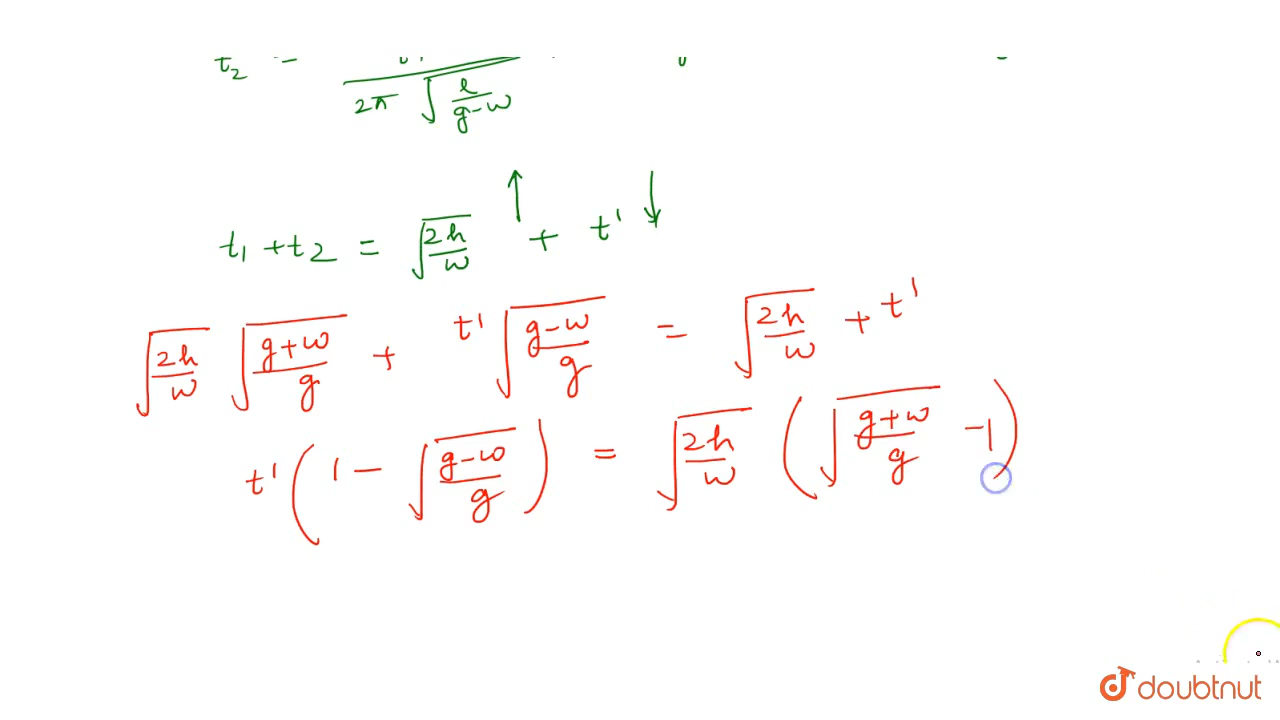 t₂ = / 2π √(l/(g-w))
t₁ + t₂ = √(2h/w) ↑ + t' ↓
√(2h/w) √((g+w)/g) + t' √((g-w)/g) = √(2h/w) + t'
t' (1 - √((g-w)/g)) = √(2h/w) (√((g+w)/g) - 1)
doubtnut